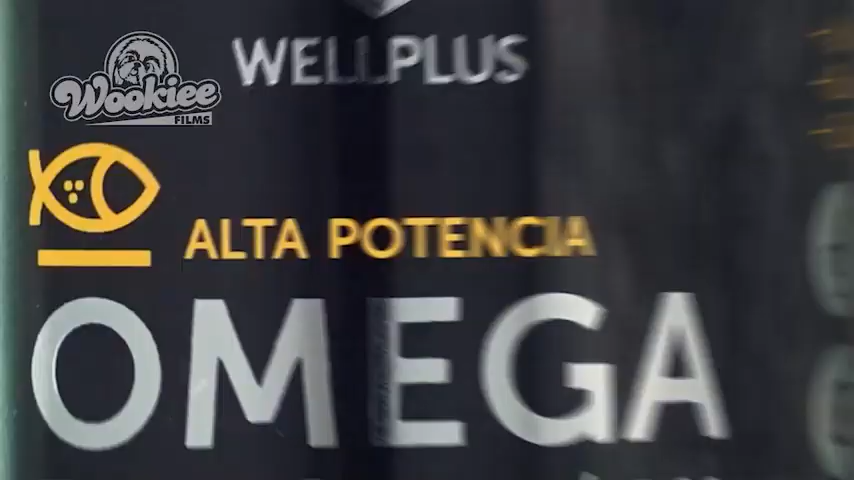 WELLPLUS
Wookiee
FILMS
ALTA POTENCIA
OMEGA